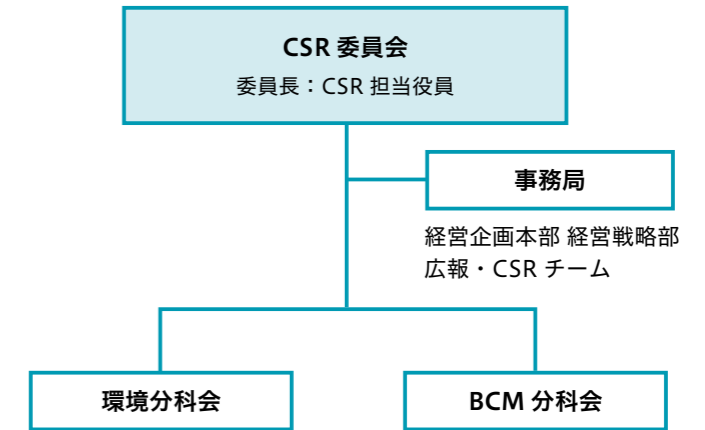 CSR 委員会
委員長：CSR 担当役員
事務局
経営企画本部 経営戦略部
広報・CSR チーム
環境分科会
BCM 分科会